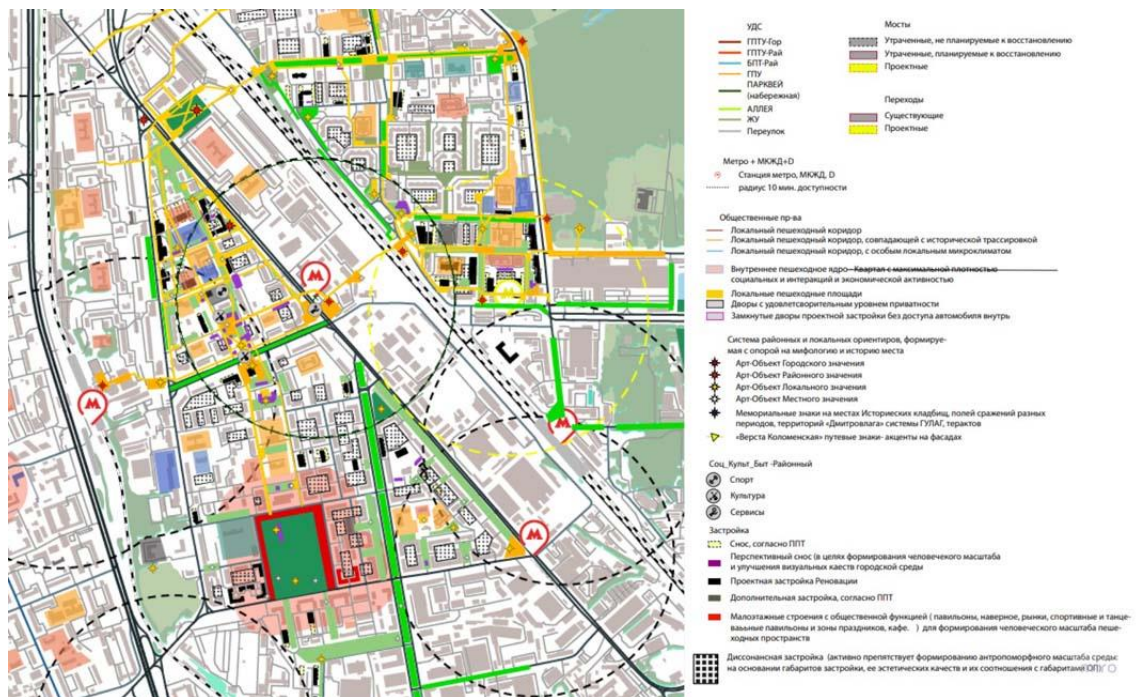 УДС
ГПТУ-Гор
ГПТУ-Рай
БПТ-Рай
ГПУ
ПАРКВЕЙ
(набережная)
АЛЛЕЯ
ЖУ
Переулок
Мосты
Утраченные, не планируемые к восстановлению
Утраченные, планируемые к восстановлению
Проектные
Переходы
Существующие
Проектные
Метро + МКЖД+D
Станция метро, МКЖД, D
радиус 10 мин. доступности
Общественные пр-ва
Локальный пешеходный коридор
Локальный пешеходный коридор, совпадающей с исторической трассировкой
Локальный пешеходный коридор, с особым локальным микроклиматом
Внутреннее пешеходное ядро - Квартал с максимальной плотностью
социальных и интеракций и экономической активностью
Локальные пешеходные площади
Дворы с удовлетсворительным уровнем приватности
Замкнутые дворы проектной застройки без доступа автомобиля внутрь
Система районных и локальных ориентиров, формируе-
мая с опорой на мифологию и историю места
Арт-Объект Городского значения
Арт-Объект Районного значения
Арт-Объект Локального значения
Арт-Объект Местного значения
Мемориальные знаки на местах Историеских кладбищ, полей сражений разных
периодов, территорий «Дмитровлага» системы ГУЛАГ, терактов
«Верста Коломенская» путевые знаки- акценты на фасадах
Соц_Культ_Быт -Районный
Спорт
Культура
Сервисы
Застройка
Снос, согласно ППТ
Перспективный снос (в целях формирования человечекого масштаба
и улучшения визуальных каеств городской среды
Проектная застройка Реновации
Дополнительная застройка, согласно ППТ
Малоэтажные строения с общественной функцией ( павильоны, наверное, рынки, спортивные и танце-
ваьные павильоны и зоны праздников, кафе. ) для формирования человеческого масштаба пеше-
ходных пространств
Диссонансная застройка (активно препятствует формированию антропоморфного масштаба среды:
на основании габаритов застройки, ее эстетических качеств и их соотношения с габаритами
М
М
М
М